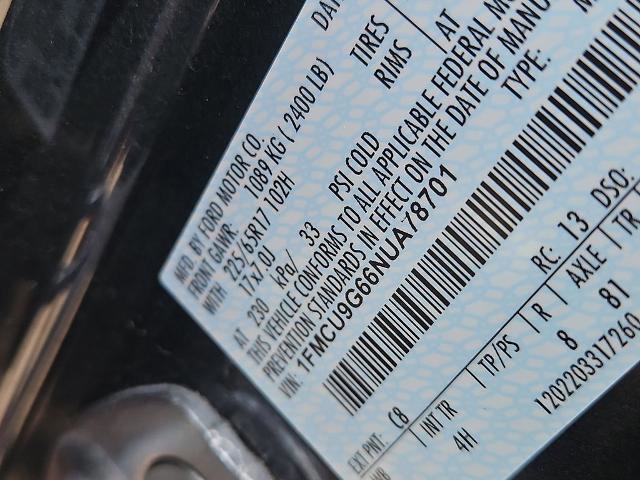 MFD BY FORD MOTOR CO.
FRONT GAWR: 1089 KG ( 2400 LB)
WITH 225/65R17 102H TIRES
17x7.0J RIMS
AT 230 kPa/ 33 PSI COLD AT
THIS VEHICLE CONFORMS TO ALL APPLICABLE FEDERAL
PREVENTION STANDARDS IN EFFECT ON THE DATE OF MANU
VIN: 1FMCU9G66NUA78701 TYPE:
EXT PNT: C8 RC: 13 DSO:
INT TR TP/PS R AXLE TR
4H 8 81
1202203317260